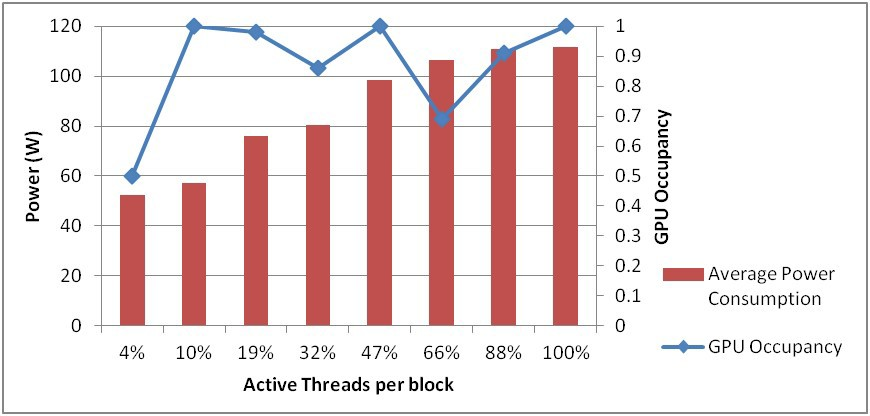 120
100
80
60
40
20
0
Power (W)
1
0.9
0.8
0.7
0.6
0.5
0.4
0.3
0.2
0.1
0
GPU Occupancy
4% 10% 19% 32% 47% 66% 88% 100%
Active Threads per block
Average Power
Consumption
GPU Occupancy